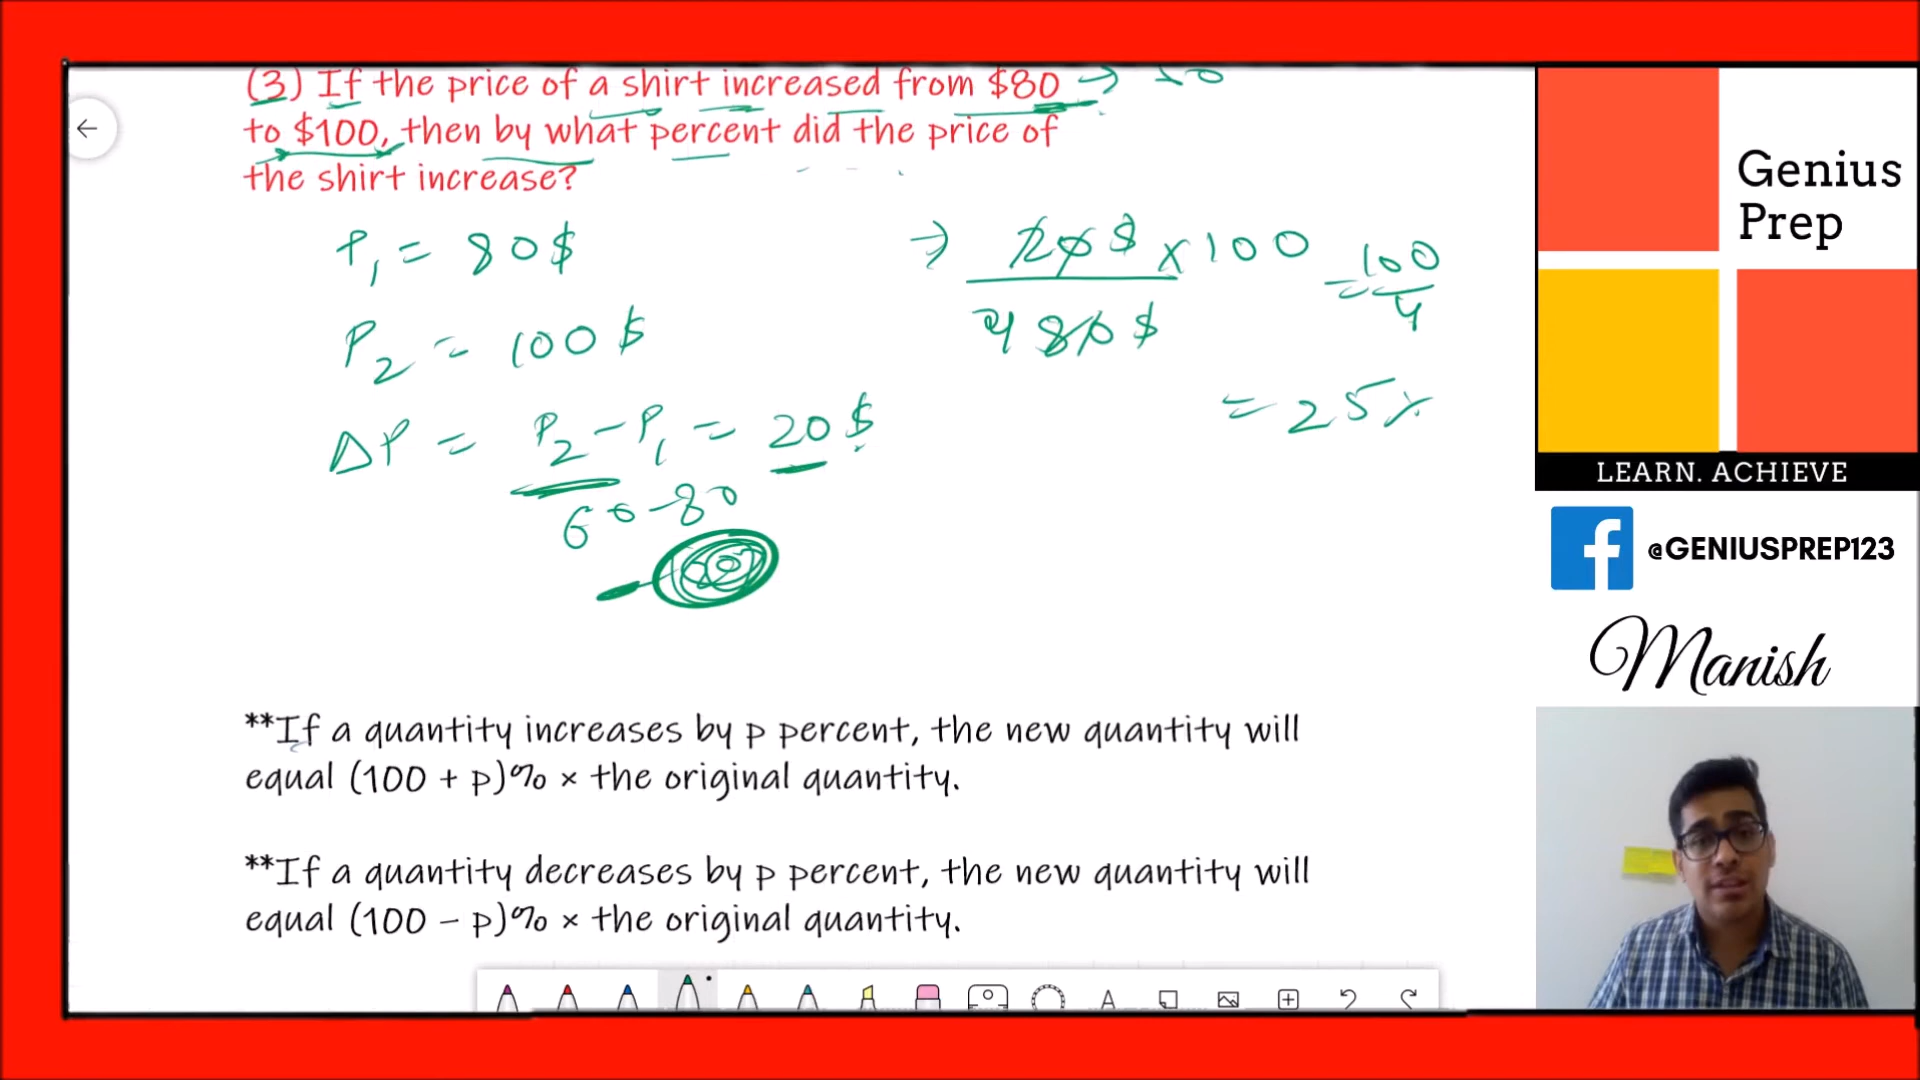 (3) If the price of a shirt increased from $80 →
to $100, then by what percent did the price of
the shirt increase?
P₁ = 80$
P₂ = 100$
ΔP = P₂ - P₁ = 20$
60-80
→ 20$ × 100 = 100
4 80$ 4
= 25%
**If a quantity increases by p percent, the new quantity will
equal (100 + p)% × the original quantity.
**If a quantity decreases by p percent, the new quantity will
equal (100 – p)% × the original quantity.
Genius
Prep
LEARN. ACHIEVE
f @GENIUSPREP123
Manish